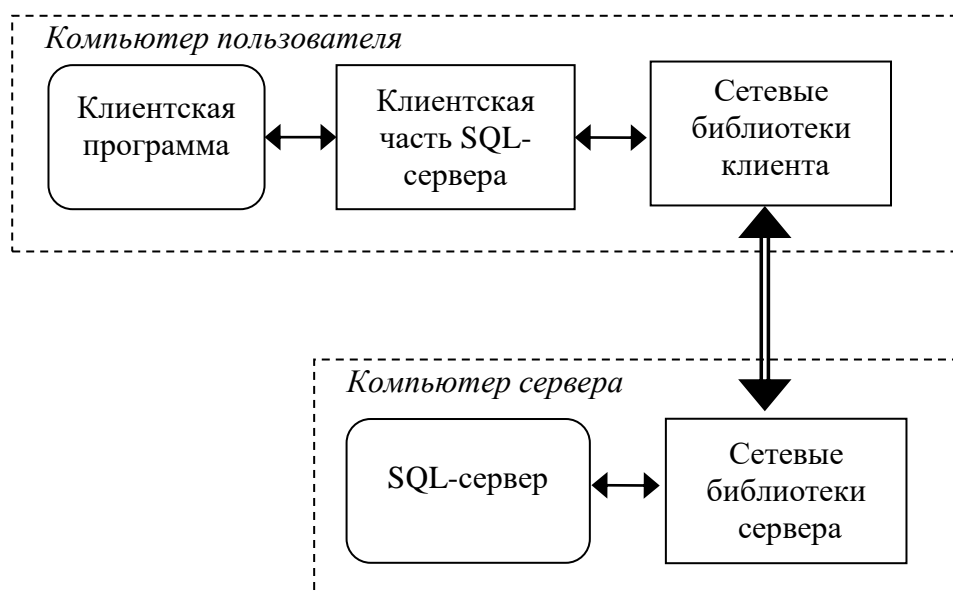 Компьютер пользователя
Клиентская
программа
Клиентская
часть SQL-
сервера
Сетевые
библиотеки
клиента
Компьютер сервера
SQL-сервер
Сетевые
библиотеки
сервера